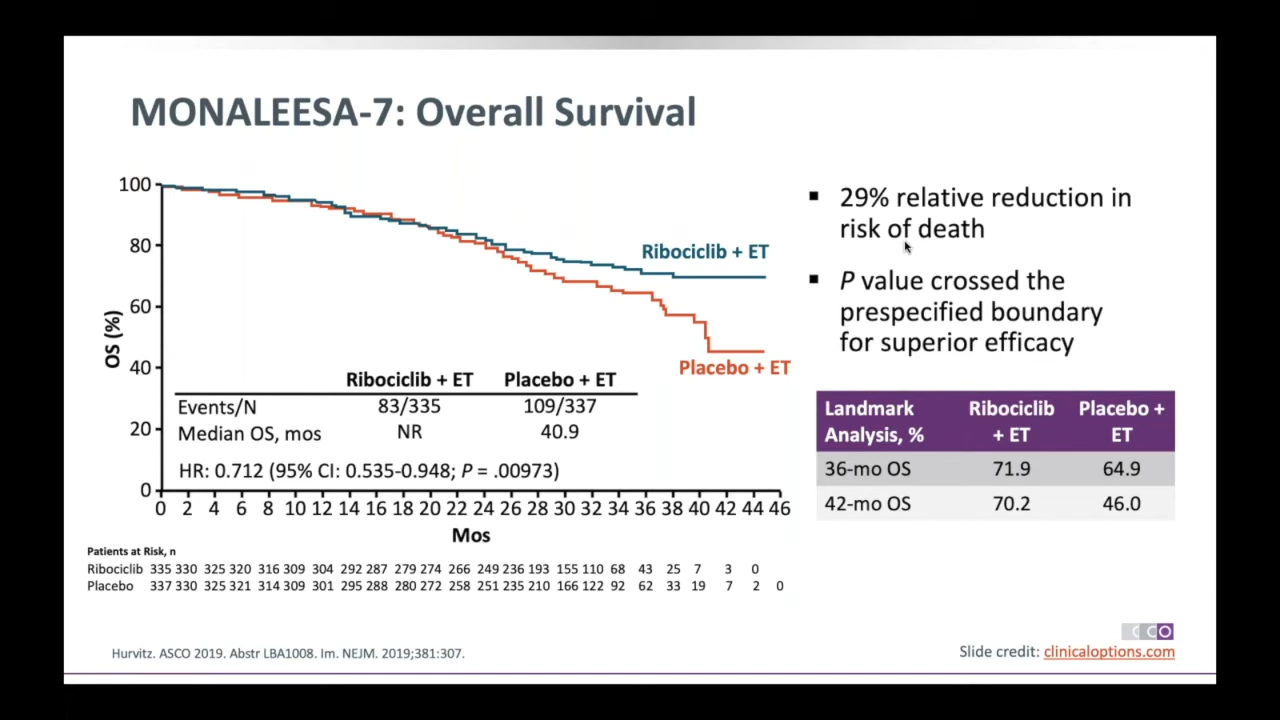 MONALEESA-7: Overall Survival
100
80
60
40
20
0
OS (%)
Ribociclib + ET
Placebo + ET
Ribociclib + ET Placebo + ET
Events/N 83/335 109/337
Median OS, mos NR 40.9
HR: 0.712 (95% CI: 0.535-0.948; P = .00973)
0 2 4 6 8 10 12 14 16 18 20 22 24 26 28 30 32 34 36 38 40 42 44 46
Mos
Patients at Risk, n
Ribociclib 335 330 325 320 316 309 304 292 287 279 274 266 249 236 193 155 110 68 43 25 7 3 0
Placebo 337 330 325 321 314 309 301 295 288 280 272 258 251 235 210 166 122 92 62 33 19 7 2 0
▪ 29% relative reduction in
risk of death
▪ P value crossed the
prespecified boundary
for superior efficacy
Landmark Ribociclib Placebo +
Analysis, % + ET ET
36-mo OS 71.9 64.9
42-mo OS 70.2 46.0
Hurvitz. ASCO 2019. Abstr LBA1008. Im. NEJM. 2019;381:307.
CCO
Slide credit: clinicaloptions.com